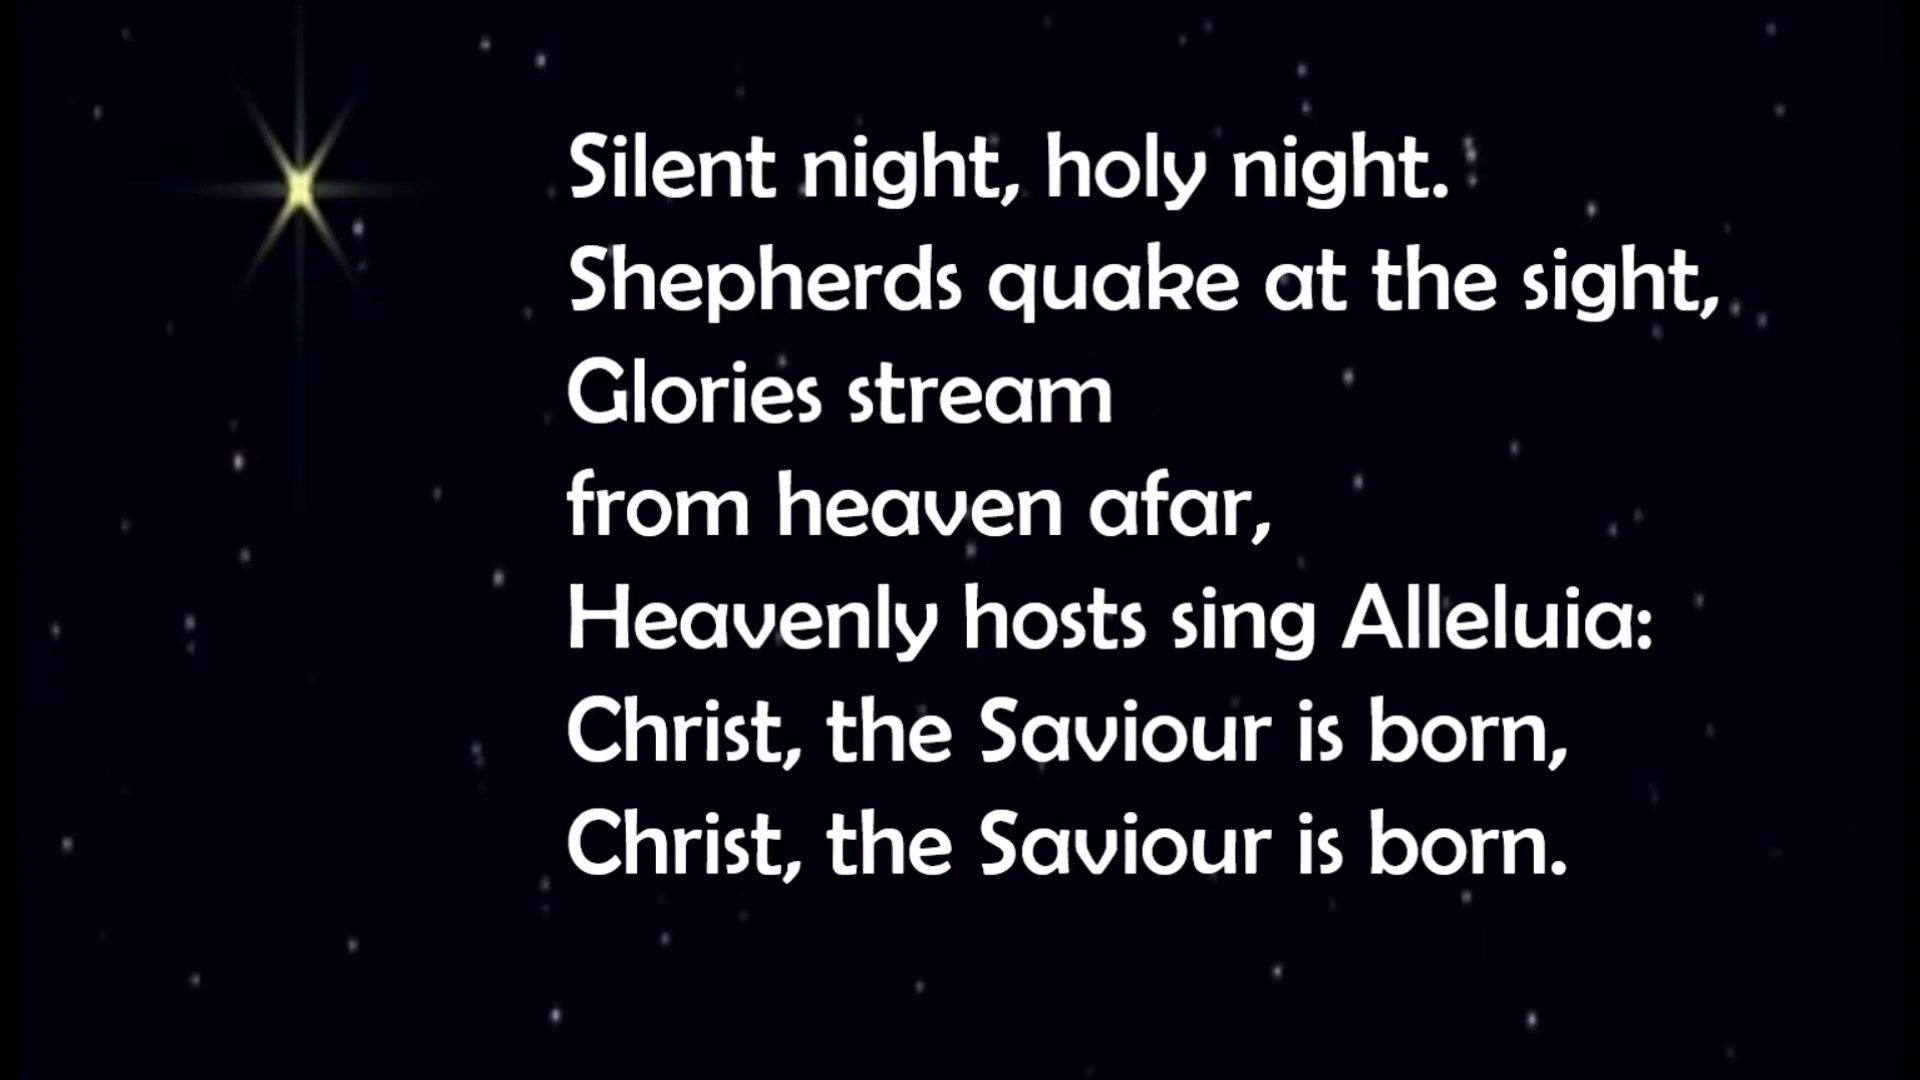 Silent night, holy night.
Shepherds quake at the sight,
Glories stream
from heaven afar,
Heavenly hosts sing Alleluia:
Christ, the Saviour is born,
Christ, the Saviour is born.